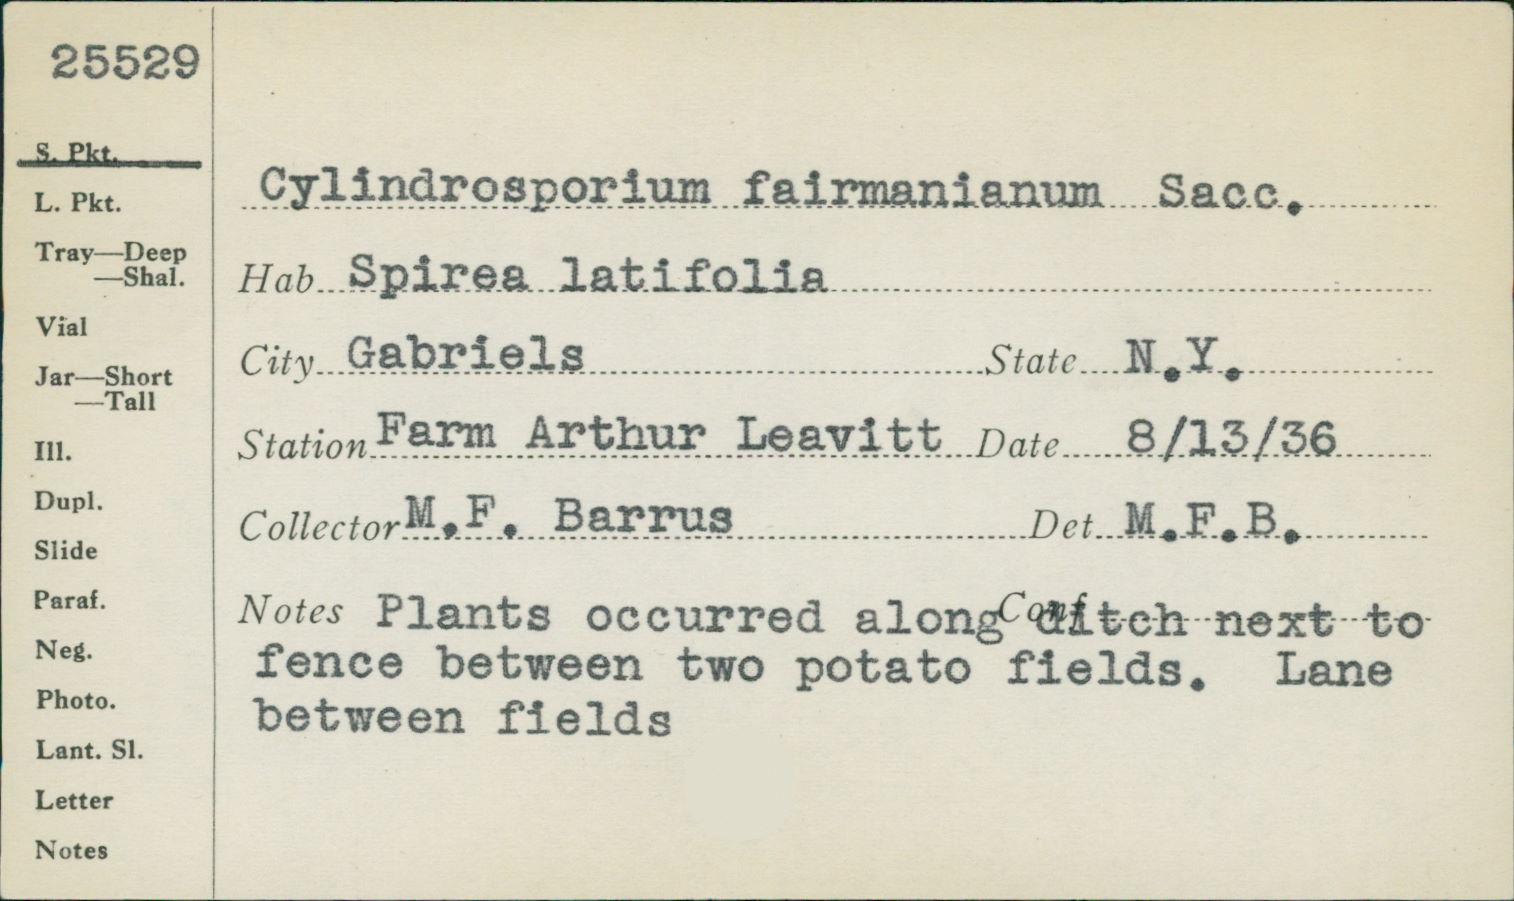 25529
S. Pkt.
L. Pkt.
Tray—Deep
—Shal.
Vial
Jar—Short
—Tall
Ill.
Dupl.
Slide
Paraf.
Neg.
Photo.
Lant. Sl.
Letter
Notes
Cylindrosporium fairmanianum Sacc.
Hab Spirea latifolia
City Gabriels State N.Y.
Station Farm Arthur Leavitt Date 8/13/36
Collector M.F. Barrus Det M.F.B.
Conf
Notes Plants occurred along ditch next to
fence between two potato fields. Lane
between fields